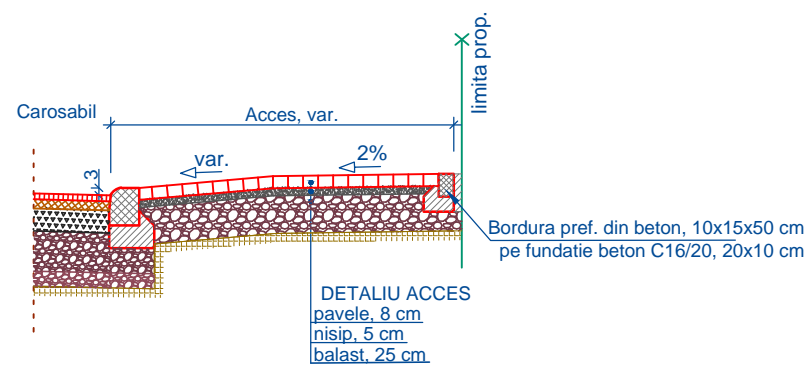 limita prop.
Carosabil
Acces, var.
var.
2%
3
Bordura pref. din beton, 10x15x50 cm
pe fundatie beton C16/20, 20x10 cm
DETALIU ACCES
pavele, 8 cm
nisip, 5 cm
balast, 25 cm